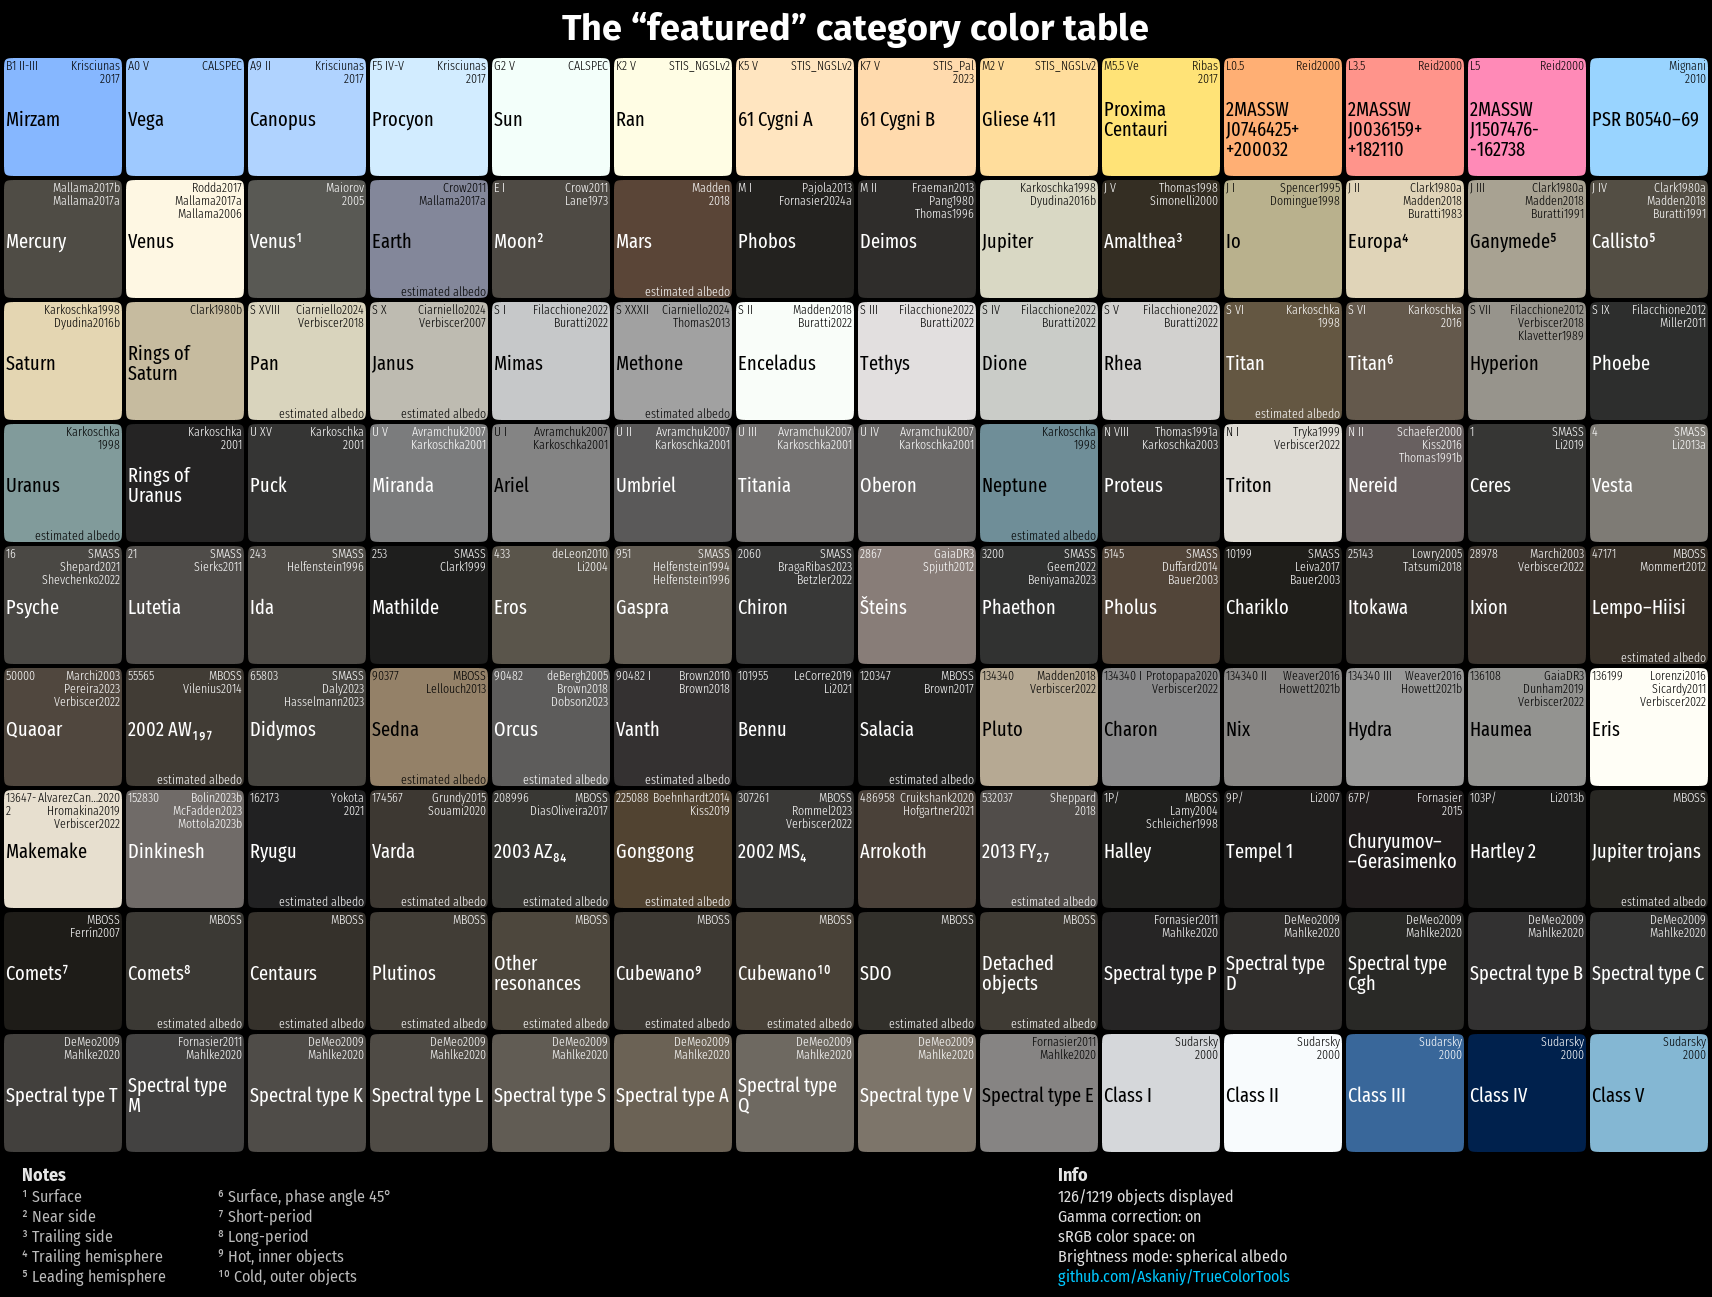 The “featured” category color table
B1 II-III Krisciunas
2017
Mirzam
A0 V CALSPEC
Vega
A9 II Krisciunas
2017
Canopus
F5 IV-V Krisciunas
2017
Procyon
G2 V CALSPEC
Sun
K2 V STIS_NGSLv2
Ran
K5 V STIS_NGSLv2
61 Cygni A
K7 V STIS_Pal
2023
61 Cygni B
M2 V STIS_NGSLv2
Gliese 411
M5.5 Ve Ribas
2017
Proxima
Centauri
L0.5 Reid2000
2MASSW
J0746425+
+200032
L3.5 Reid2000
2MASSW
J0036159+
+182110
L5 Reid2000
2MASSW
J1507476-
-162738
Mignani
2010
PSR B0540–69
Mallama2017b
Mallama2017a
Mercury
Rodda2017
Mallama2017a
Mallama2006
Venus
Maiorov
2005
Venus¹
Crow2011
Mallama2017a
Earth
estimated albedo
E I Crow2011
Lane1973
Moon²
Madden
2018
Mars
estimated albedo
M I Pajola2013
Fornasier2024a
Phobos
M II Fraeman2013
Pang1980
Thomas1996
Deimos
Karkoschka1998
Dyudina2016b
Jupiter
J V Thomas1998
Simonelli2000
Amalthea³
J I Spencer1995
Domingue1998
Io
J II Clark1980a
Madden2018
Buratti1983
Europa⁴
J III Clark1980a
Madden2018
Buratti1991
Ganymede⁵
J IV Clark1980a
Madden2018
Buratti1991
Callisto⁵
Karkoschka1998
Dyudina2016b
Saturn
Clark1980b
Rings of
Saturn
S XVIII Ciarniello2024
Verbiscer2018
Pan
estimated albedo
S X Ciarniello2024
Verbiscer2007
Janus
estimated albedo
S I Filacchione2022
Buratti2022
Mimas
S XXXII Ciarniello2024
Thomas2013
Methone
estimated albedo
S II Madden2018
Buratti2022
Enceladus
S III Filacchione2022
Buratti2022
Tethys
S IV Filacchione2022
Buratti2022
Dione
S V Filacchione2022
Buratti2022
Rhea
S VI Karkoschka
1998
Titan
estimated albedo
S VI Karkoschka
2016
Titan⁶
S VII Filacchione2012
Verbiscer2018
Klavetter1989
Hyperion
S IX Filacchione2012
Miller2011
Phoebe
Karkoschka
1998
Uranus
estimated albedo
Karkoschka
2001
Rings of
Uranus
U XV Karkoschka
2001
Puck
U V Avramchuk2007
Karkoschka2001
Miranda
U I Avramchuk2007
Karkoschka2001
Ariel
U II Avramchuk2007
Karkoschka2001
Umbriel
U III Avramchuk2007
Karkoschka2001
Titania
U IV Avramchuk2007
Karkoschka2001
Oberon
Karkoschka
1998
Neptune
estimated albedo
N VIII Thomas1991a
Karkoschka2003
Proteus
N I Tryka1999
Verbiscer2022
Triton
N II Schaefer2000
Kiss2016
Thomas1991b
Nereid
1 SMASS
Li2019
Ceres
4 SMASS
Li2013a
Vesta
16 SMASS
Shepard2021
Shevchenko2022
Psyche
21 SMASS
Sierks2011
Lutetia
243 SMASS
Helfenstein1996
Ida
253 SMASS
Clark1999
Mathilde
433 deLeon2010
Li2004
Eros
951 SMASS
Helfenstein1994
Helfenstein1996
Gaspra
2060 SMASS
BragaRibas2023
Betzler2022
Chiron
2867 GaiaDR3
Spjuth2012
Šteins
3200 SMASS
Geem2022
Beniyama2023
Phaethon
5145 SMASS
Duffard2014
Bauer2003
Pholus
10199 SMASS
Leiva2017
Bauer2003
Chariklo
25143 Lowry2005
Tatsumi2018
Itokawa
28978 Marchi2003
Verbiscer2022
Ixion
47171 MBOSS
Mommert2012
Lempo–Hiisi
estimated albedo
50000 Marchi2003
Pereira2023
Verbiscer2022
Quaoar
55565 MBOSS
Vilenius2014
2002 AW₁₉₇
estimated albedo
65803 SMASS
Daly2023
Hasselmann2023
Didymos
90377 MBOSS
Lellouch2013
Sedna
estimated albedo
90482 deBergh2005
Brown2018
Dobson2023
Orcus
estimated albedo
90482 I Brown2010
Brown2018
Vanth
estimated albedo
101955 LeCorre2019
Li2021
Bennu
120347 MBOSS
Brown2017
Salacia
estimated albedo
134340 Madden2018
Verbiscer2022
Pluto
134340 I Protopapa2020
Verbiscer2022
Charon
134340 II Weaver2016
Howett2021b
Nix
134340 III Weaver2016
Howett2021b
Hydra
136108 GaiaDR3
Dunham2019
Verbiscer2022
Haumea
136199 Lorenzi2016
Sicardy2011
Verbiscer2022
Eris
13647- AlvarezCan…2020
2 Hromakina2019
Verbiscer2022
Makemake
152830 Bolin2023b
McFadden2023
Mottola2023b
Dinkinesh
162173 Yokota
2021
Ryugu
estimated albedo
174567 Grundy2015
Souami2020
Varda
estimated albedo
208996 MBOSS
DiasOliveira2017
2003 AZ₈₄
225088 Boehnhardt2014
Kiss2019
Gonggong
estimated albedo
307261 MBOSS
Rommel2023
Verbiscer2022
2002 MS₄
486958 Cruikshank2020
Hofgartner2021
Arrokoth
532037 Sheppard
2018
2013 FY₂₇
estimated albedo
1P/ MBOSS
Lamy2004
Schleicher1998
Halley
9P/ Li2007
Tempel 1
67P/ Fornasier
2015
Churyumov–
–Gerasimenko
103P/ Li2013b
Hartley 2
MBOSS
Jupiter trojans
estimated albedo
MBOSS
Ferrin2007
Comets⁷
MBOSS
Comets⁸
estimated albedo
MBOSS
Centaurs
estimated albedo
MBOSS
Plutinos
estimated albedo
MBOSS
Other
resonances
estimated albedo
MBOSS
Cubewano⁹
estimated albedo
MBOSS
Cubewano¹⁰
estimated albedo
MBOSS
SDO
estimated albedo
MBOSS
Detached
objects
estimated albedo
Fornasier2011
Mahlke2020
Spectral type P
DeMeo2009
Mahlke2020
Spectral type
D
DeMeo2009
Mahlke2020
Spectral type
Cgh
DeMeo2009
Mahlke2020
Spectral type B
DeMeo2009
Mahlke2020
Spectral type C
DeMeo2009
Mahlke2020
Spectral type T
Fornasier2011
Mahlke2020
Spectral type
M
DeMeo2009
Mahlke2020
Spectral type K
DeMeo2009
Mahlke2020
Spectral type L
DeMeo2009
Mahlke2020
Spectral type S
DeMeo2009
Mahlke2020
Spectral type A
DeMeo2009
Mahlke2020
Spectral type
Q
DeMeo2009
Mahlke2020
Spectral type V
Fornasier2011
Mahlke2020
Spectral type E
Sudarsky
2000
Class I
Sudarsky
2000
Class II
Sudarsky
2000
Class III
Sudarsky
2000
Class IV
Sudarsky
2000
Class V
Notes
¹ Surface
² Near side
³ Trailing side
⁴ Trailing hemisphere
⁵ Leading hemisphere
⁶ Surface, phase angle 45°
⁷ Short-period
⁸ Long-period
⁹ Hot, inner objects
¹⁰ Cold, outer objects
Info
126/1219 objects displayed
Gamma correction: on
sRGB color space: on
Brightness mode: spherical albedo
github.com/Askaniy/TrueColorTools